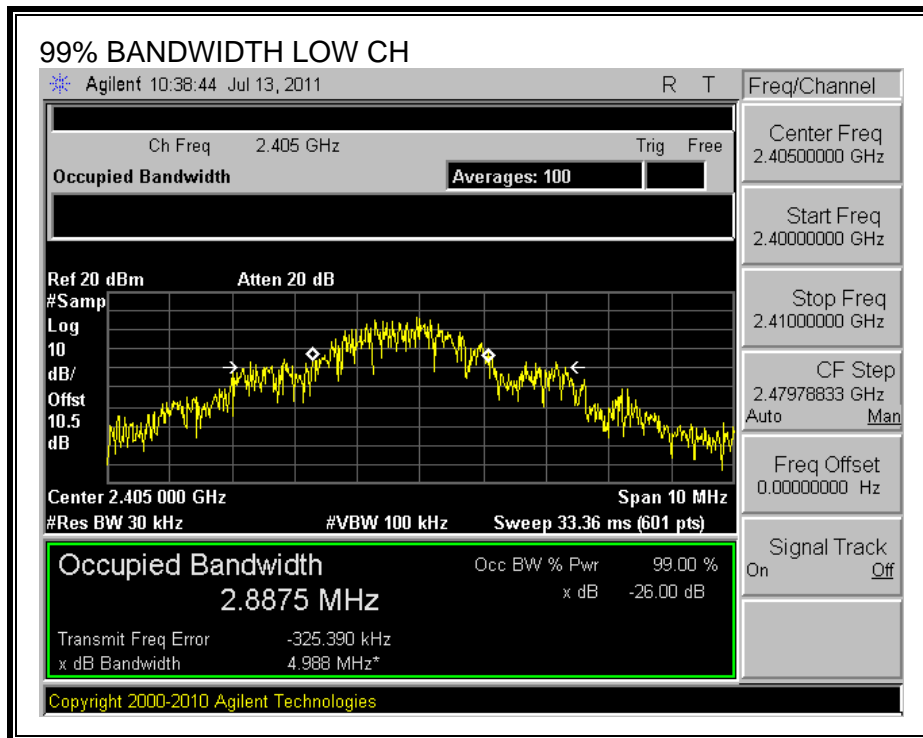 99% BANDWIDTH LOW CH
Agilent 10:38:44 Jul 13, 2011 R T
Freq/Channel
Ch Freq 2.405 GHz Trig Free
Occupied Bandwidth Averages: 100
Center Freq
2.40500000 GHz
Start Freq
2.40000000 GHz
Stop Freq
2.41000000 GHz
CF Step
2.47978833 GHz
Auto Man
Freq Offset
0.00000000 Hz
Signal Track
On Off
Ref 20 dBm Atten 20 dB
#Samp
Log
10
dB/
Offst
10.5
dB
Center 2.405 000 GHz Span 10 MHz
#Res BW 30 kHz #VBW 100 kHz Sweep 33.36 ms (601 pts)
Occupied Bandwidth Occ BW % Pwr 99.00 %
2.8875 MHz x dB -26.00 dB
Transmit Freq Error -325.390 kHz
x dB Bandwidth 4.988 MHz*
Copyright 2000-2010 Agilent Technologies